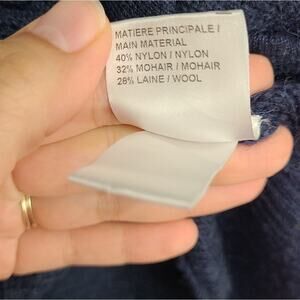 MATIERE PRINCIPALE /
MAIN MATERIAL
40% NYLON / NYLON
32% MOHAIR / MOHAIR
28% LAINE / WOOL